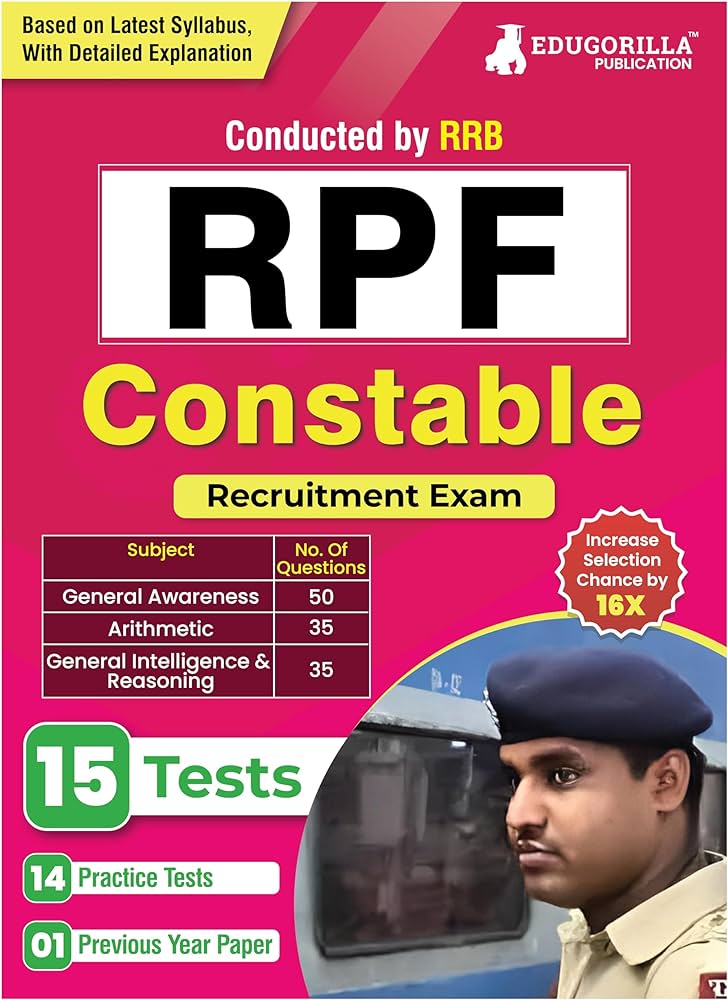 Based on Latest Syllabus,
With Detailed Explanation
EDUGORILLA™
PUBLICATION
Conducted by RRB
RPF
Constable
Recruitment Exam
Subject
No. Of
Questions
General Awareness 50
Arithmetic 35
General Intelligence &
Reasoning 35
Increase
Selection
Chance by
16X
15 Tests
14 Practice Tests
01 Previous Year Paper